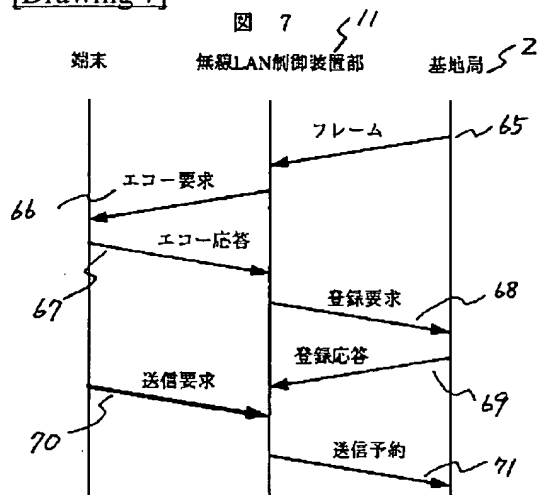 [Drawing 7]
図 7
11
端末 無線LAN制御装置部 基地局 2
フレーム 65
エコー要求
66
エコー応答
67
登録要求 68
登録応答
69
送信要求
70
送信予約
71